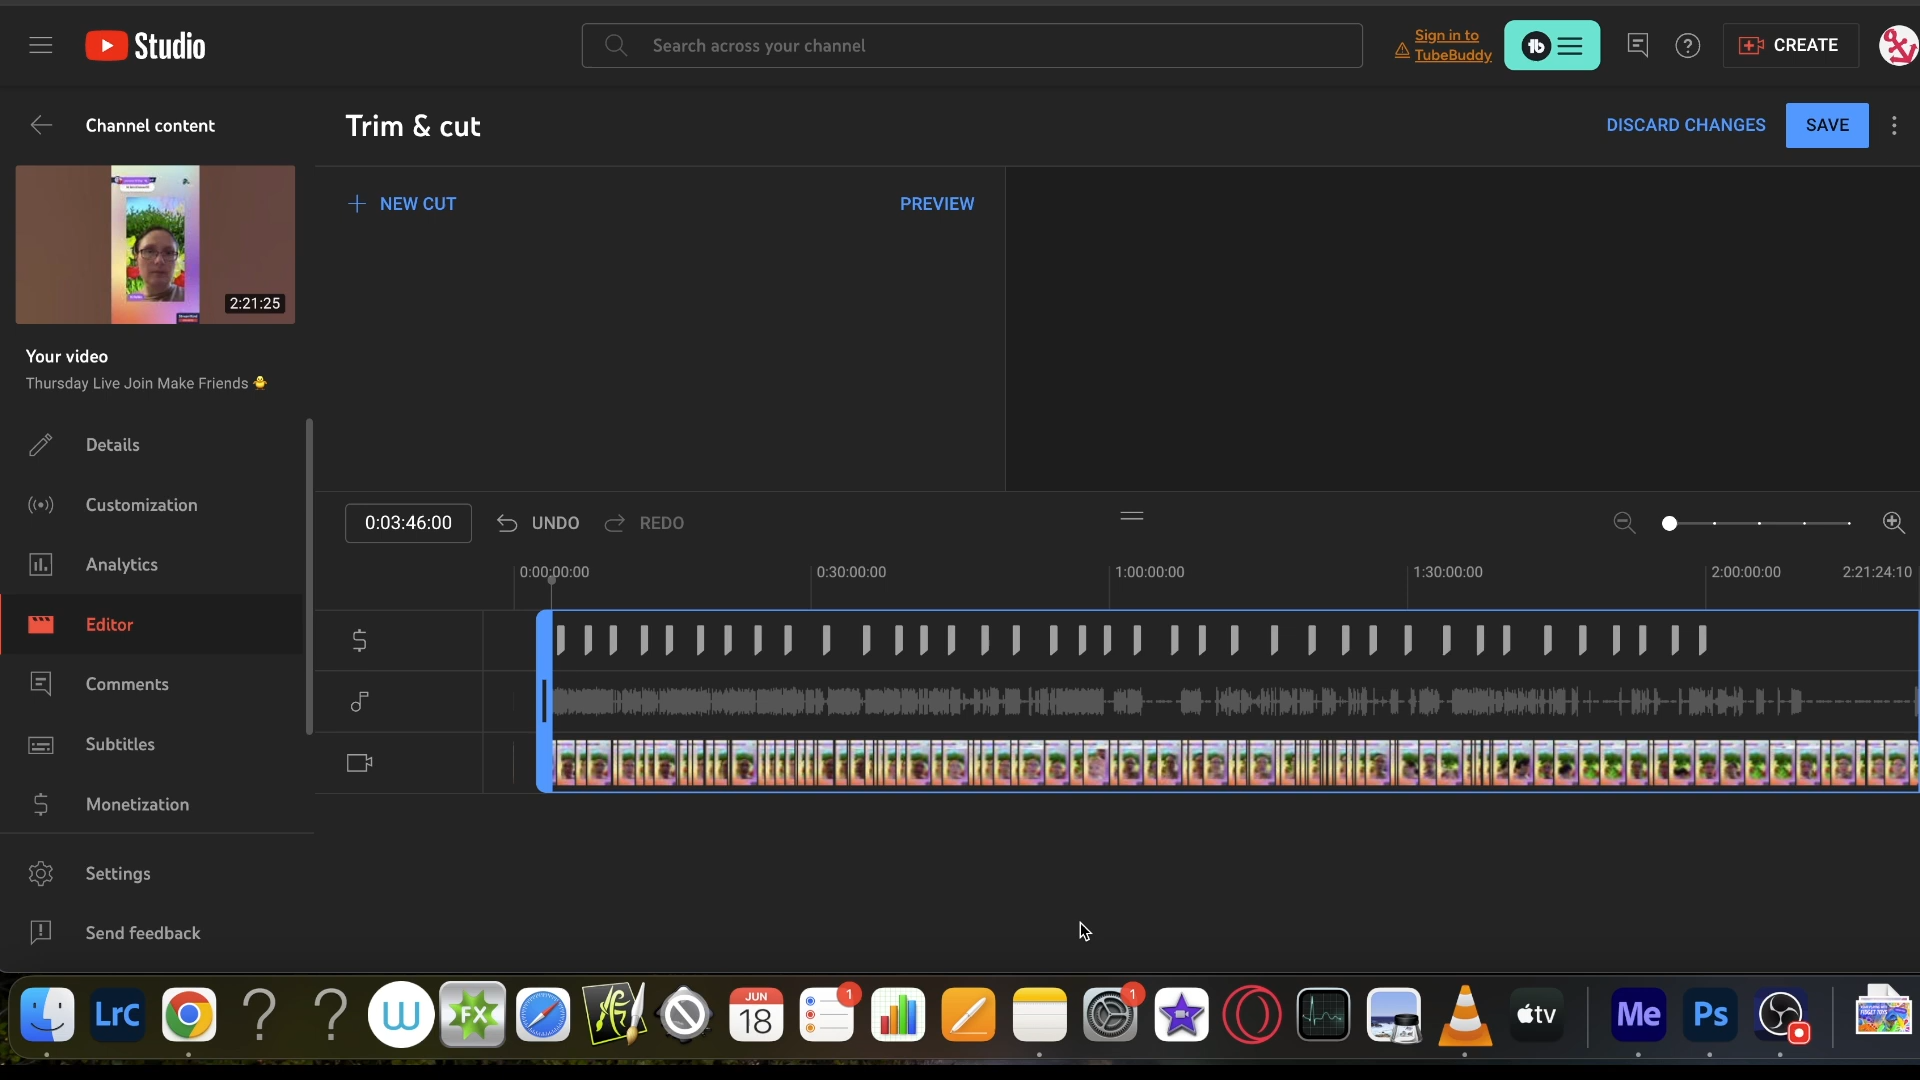 Studio
Search across your channel
Sign in to
TubeBuddy
tb
CREATE
Channel content
Trim & cut
DISCARD CHANGES
SAVE
NEW CUT
PREVIEW
2:21:25
Your video
Thursday Live Join Make Friends 🐥
Details
Customization
Analytics
Editor
Comments
Subtitles
Monetization
Settings
Send feedback
0:03:46:00
UNDO
REDO
0:00:00:00
0:30:00:00
1:00:00:00
1:30:00:00
2:00:00:00
2:21:24:10
LrC
FX
JUN
18
1
1
tv
Me
Ps